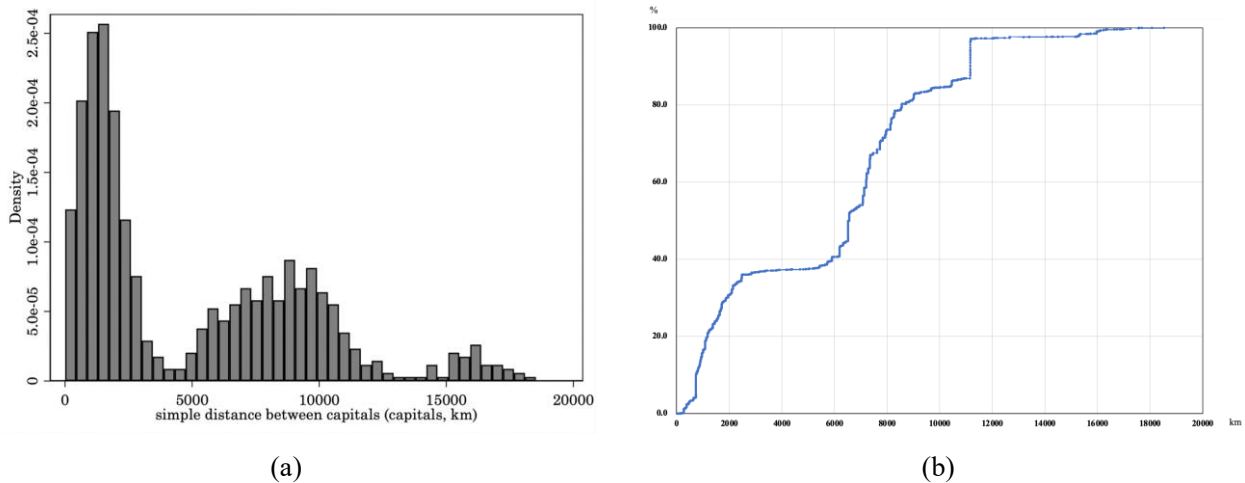 Density
2.5e-04
2.0e-04
1.5e-04
1.0e-04
5.0e-05
0
0 5000 10000 15000 20000
simple distance between capitals (capitals, km)
(a)
%
100.0
80.0
60.0
40.0
20.0
0.0
0 2000 4000 6000 8000 10000 12000 14000 16000 18000 20000 km
(b)